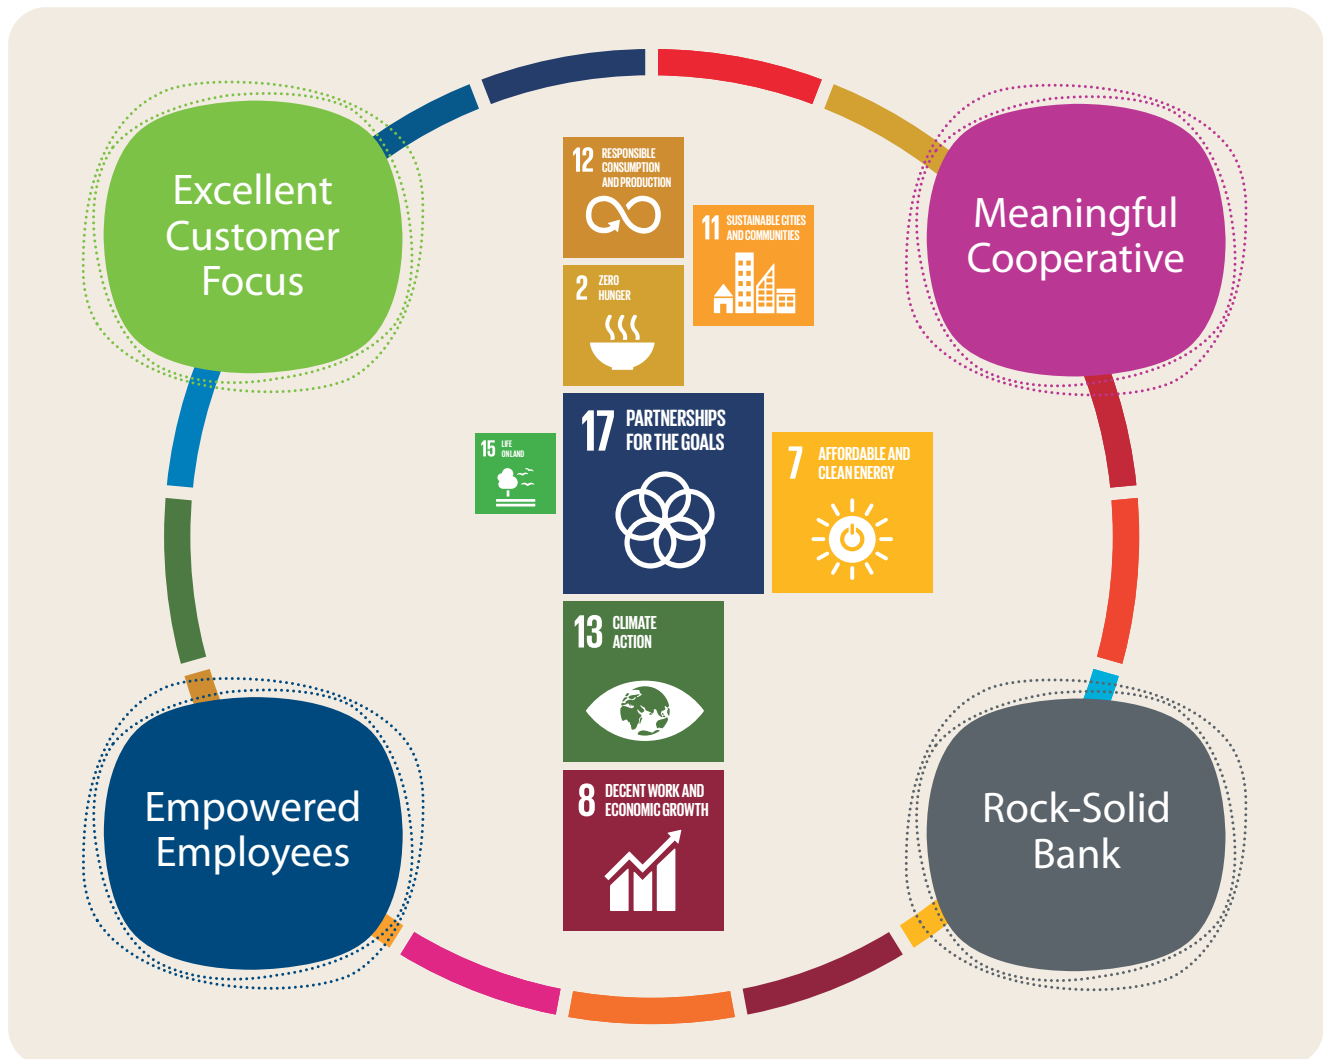 Excellent
Customer
Focus
Meaningful
Cooperative
12 RESPONSIBLE
CONSUMPTION
AND PRODUCTION
11 SUSTAINABLE CITIES
AND COMMUNITIES
2 ZERO
HUNGER
15 LIFE
ON LAND
17 PARTNERSHIPS
FOR THE GOALS
7 AFFORDABLE AND
CLEAN ENERGY
13 CLIMATE
ACTION
8 DECENT WORK AND
ECONOMIC GROWTH
Empowered
Employees
Rock-Solid
Bank